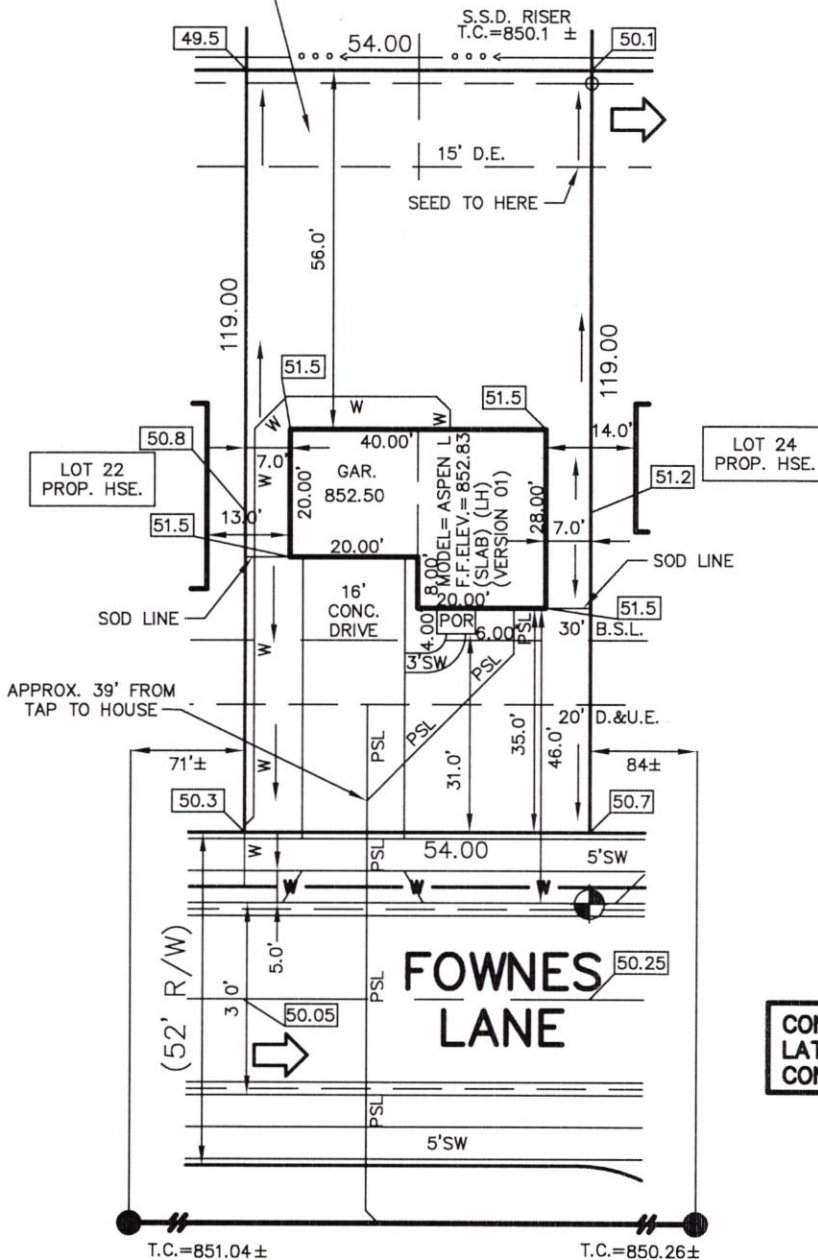 S.S.D. RISER
T.C.=850.1 ±
49.5
54.00
50.1
15' D.E.
SEED TO HERE
56.0'
119.00
119.00
51.5
W
51.5
W
W
40.00'
14.0'
50.8
7.0'
LOT 22
PROP. HSE.
LOT 24
PROP. HSE.
GAR.
852.50
MODEL= ASPEN L
F.F.ELEV.= 852.83
(SLAB) (LH)
(VERSION 01)
20.00'
28.00'
W
51.2
13.0'
51.5
7.0'
20.00'
8.00'
SOD LINE
SOD LINE
20.00'
51.5
16'
CONC.
DRIVE
POR
4.00
6.00'
PSL
30' B.S.L.
3'SW
PSL
W
APPROX. 39' FROM
TAP TO HOUSE
20' D.&U.E.
PSL
PSL
31.0'
35.0'
46.0'
71'±
84±
W
50.3
50.7
W
PSL
54.00
5'SW
W
W
W
5.0'
(52' R/W)
FOWNES
LANE
50.25
PSL
3 0'
50.05
CON
LAT
CON
PSL
5'SW
T.C.=851.04±
T.C.=850.26±